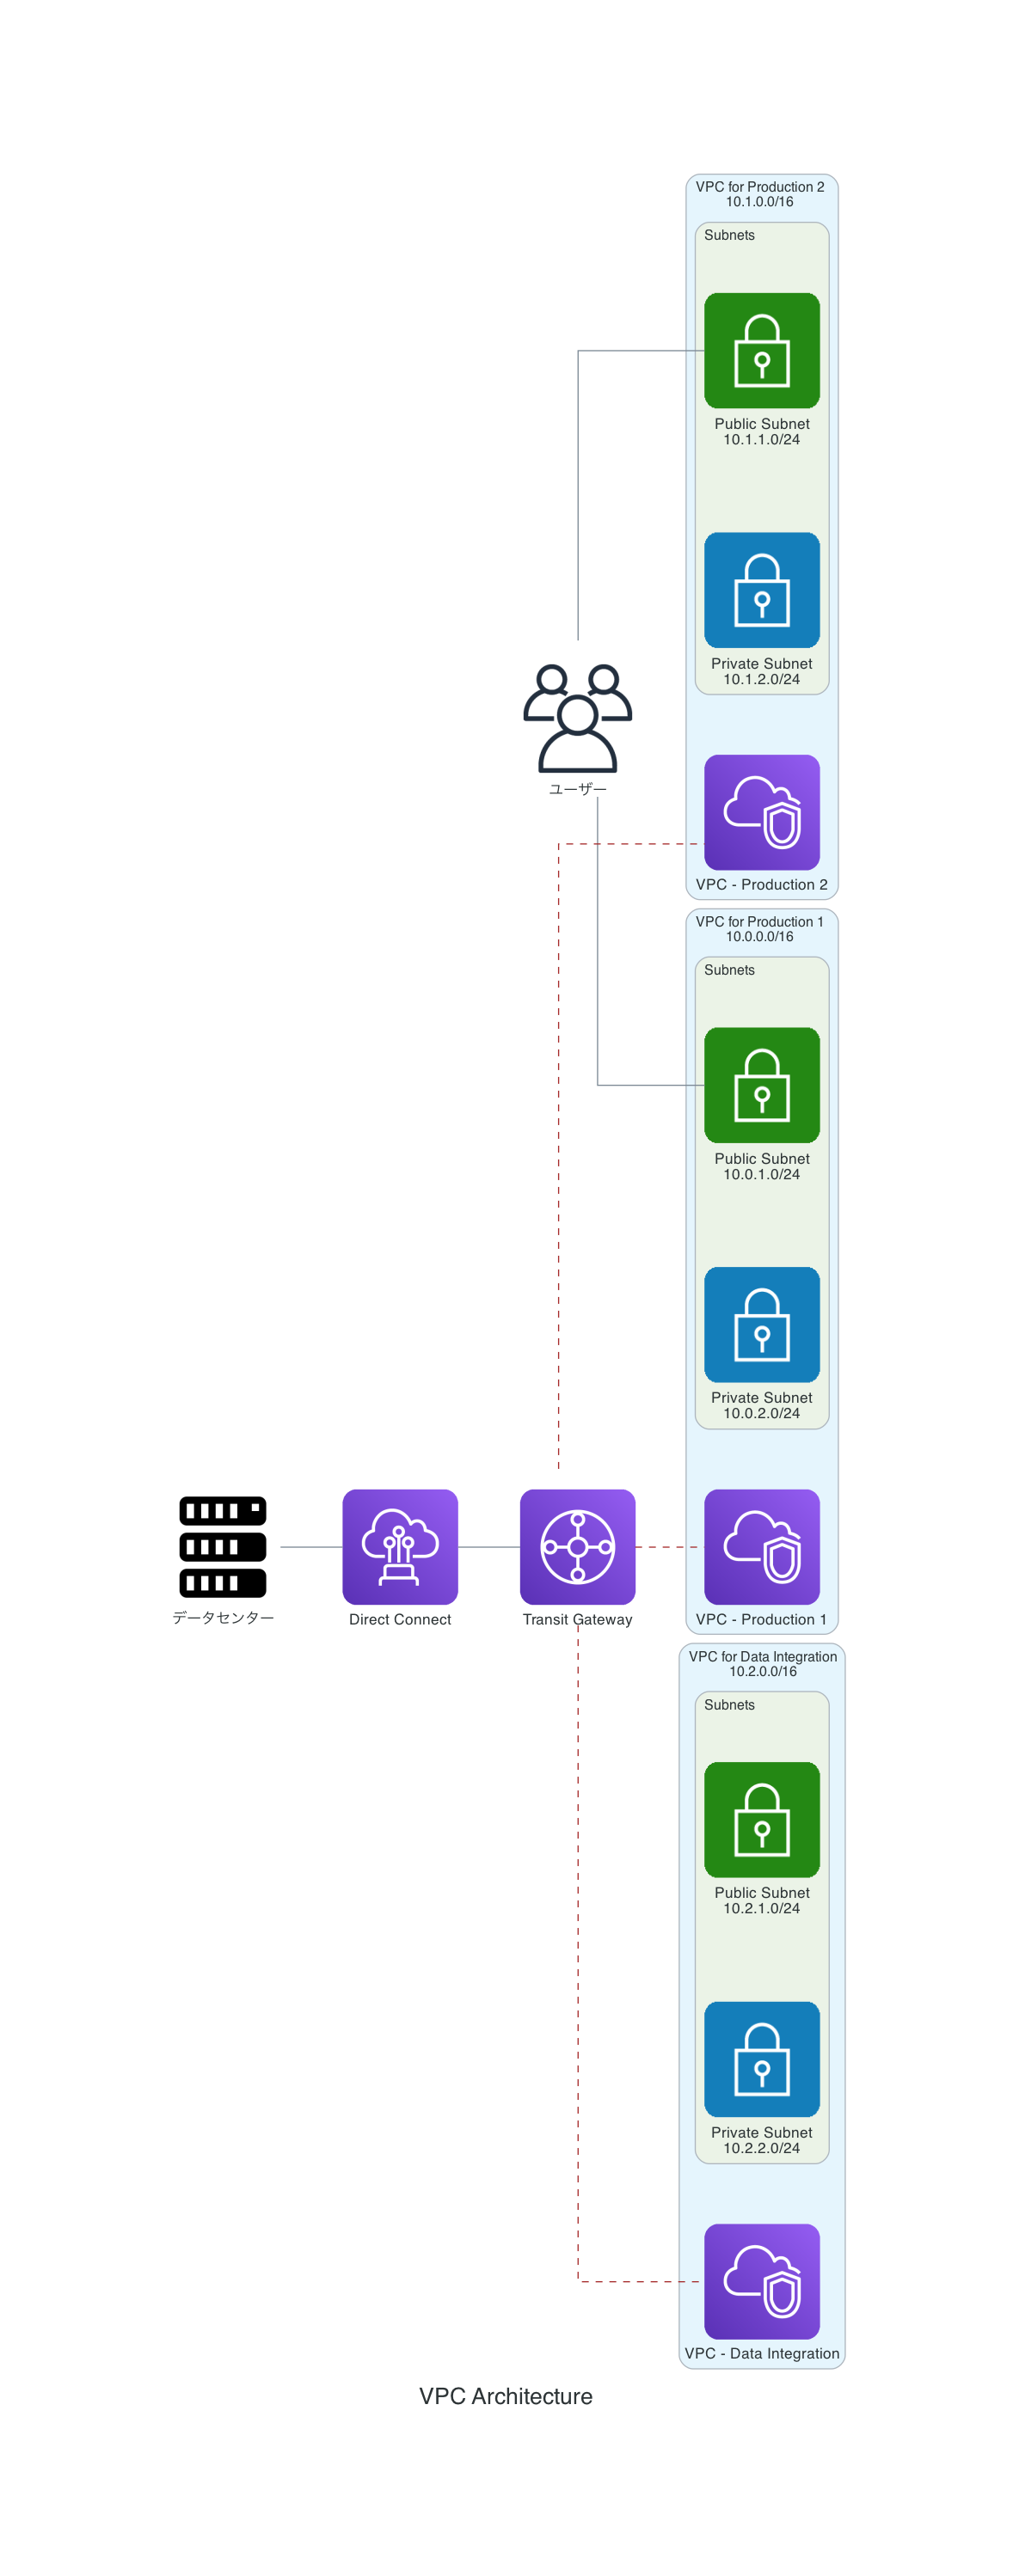 VPC for Production 2
10.1.0.0/16
Subnets
Public Subnet
10.1.1.0/24
Private Subnet
10.1.2.0/24
ユーザー
VPC - Production 2
VPC for Production 1
10.0.0.0/16
Subnets
Public Subnet
10.0.1.0/24
Private Subnet
10.0.2.0/24
データセンター
Direct Connect
Transit Gateway
VPC - Production 1
VPC for Data Integration
10.2.0.0/16
Subnets
Public Subnet
10.2.1.0/24
Private Subnet
10.2.2.0/24
VPC - Data Integration
VPC Architecture